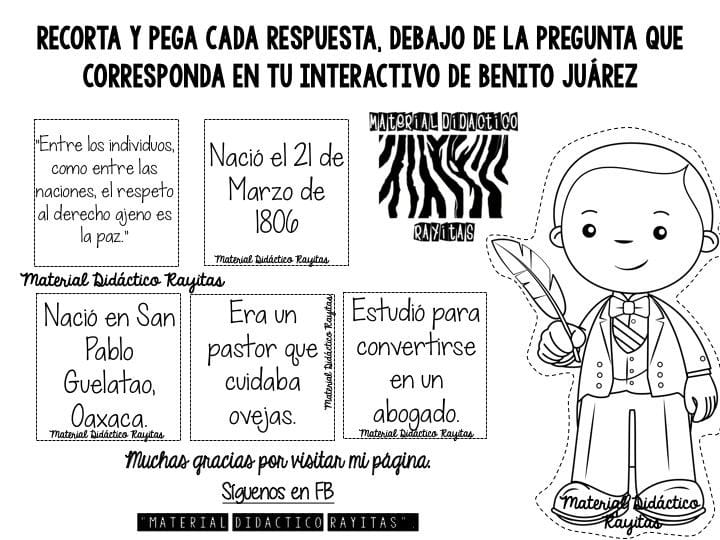 RECORTA Y PEGA CADA RESPUESTA, DEBAJO DE LA PREGUNTA QUE
CORRESPONDA EN TU INTERACTIVO DE BENITO JUÁREZ
"Entre los individuos,
como entre las
naciones, el respeto
al derecho ajeno es
la paz."
Nació el 21 de
Marzo de
1806
Material Didáctico Rayitas
MATERIAL DIDACTICO
RAYITAS
Material Didáctico Rayitas
Nació en San
Pablo
Guelatao,
Oaxaca.
Material Didáctico Rayitas
Era un
pastor que
cuidaba
ovejas.
Material Didáctico Rayitas
Estudió para
convertirse
en un
abogado.
Material Didáctico Rayitas
Muchas gracias por visitar mi página.
Síguenos en FB
"MATERIAL DIDACTICO RAYITAS".
Material Didáctico
Rayitas